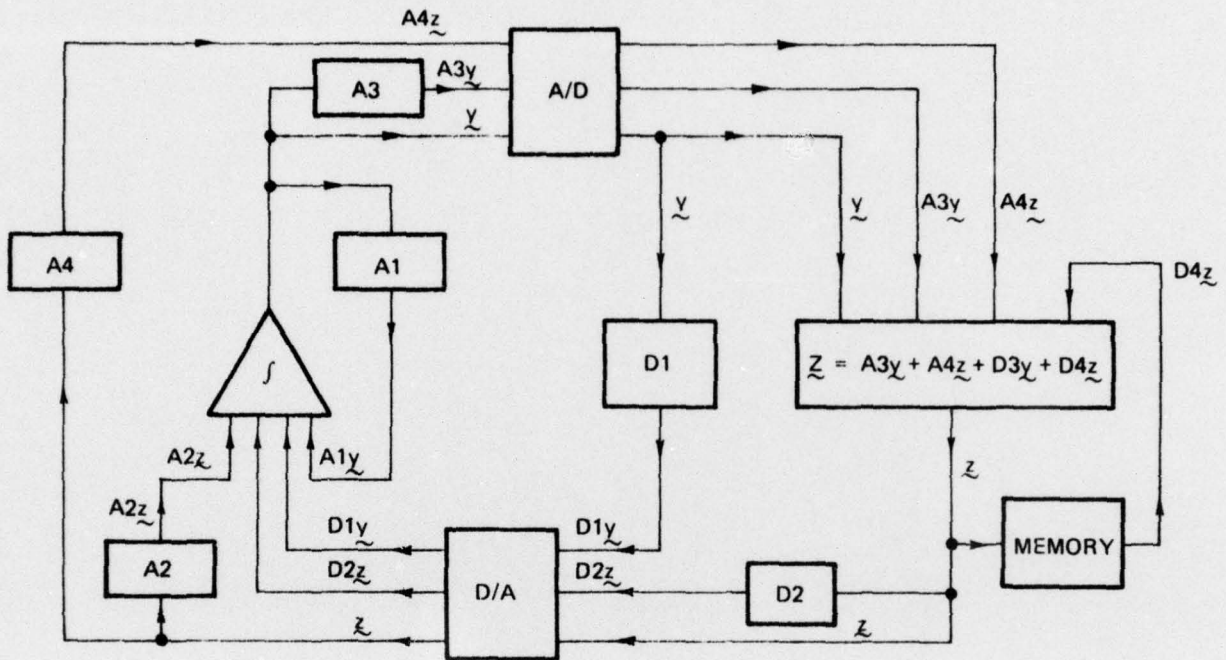 A4z
A3
A3y
y
A/D
y
y
A3y
A4z
D4z
A4
A1
D1
Z = A3y + A4z + D3y + D4z
∫
A2z
A1y
A2z
z
A2
D1y
D2z
z
D/A
D1y
D2z
D2
z
MEMORY